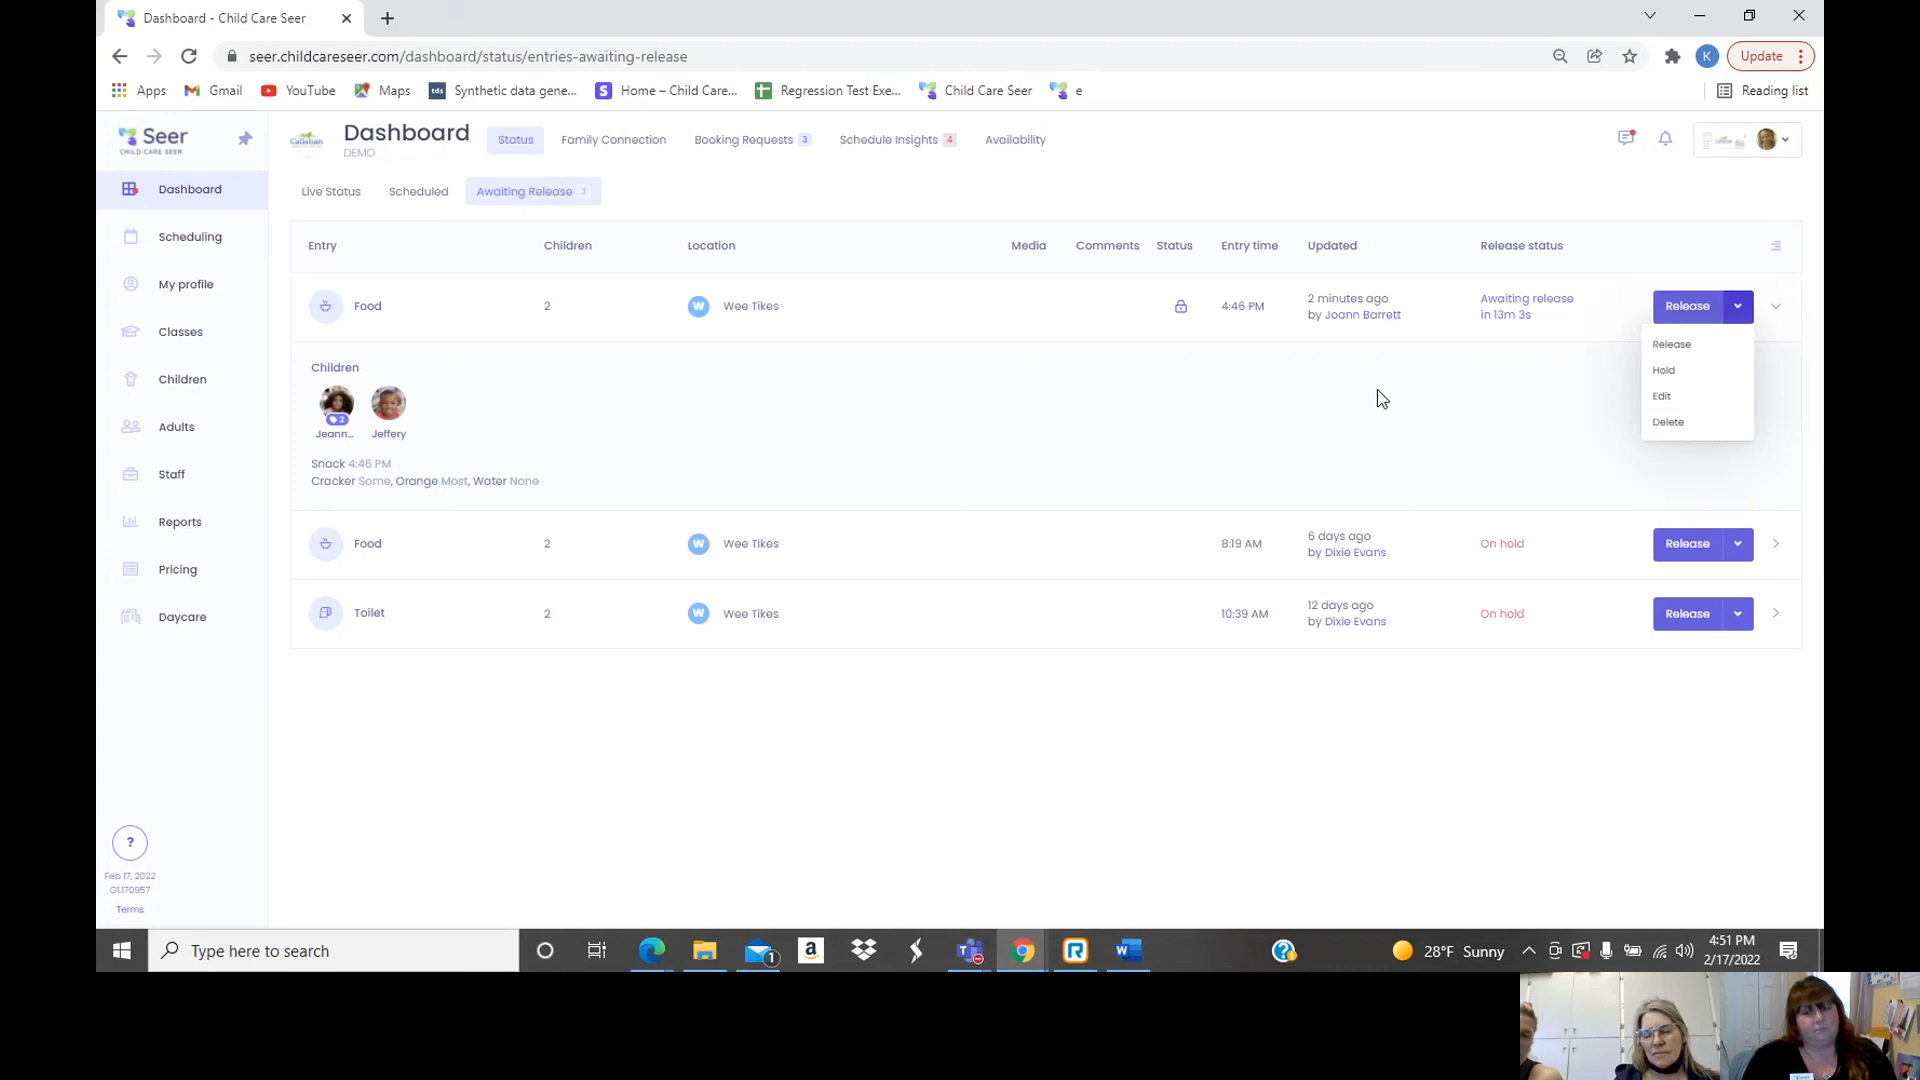 Dashboard - Child Care Seer
seer.childcareseer.com/dashboard/status/entries-awaiting-release
K
Update
Apps
Gmail
YouTube
Maps
tds
Synthetic data gene...
S
Home – Child Care...
Regression Test Exe...
Child Care Seer
e
Reading list
Seer
CHILD CARE SEER
Callahan
Dashboard
DEMO
Status
Family Connection
Booking Requests 3
Schedule Insights 4
Availability
Dashboard
Scheduling
My profile
Classes
Children
Adults
Staff
Reports
Pricing
Daycare
?
Feb 17, 2022
G1.170957
Terms
Live Status
Scheduled
Awaiting Release 3
Entry Children Location Media Comments Status Entry time Updated Release status
Food 2 W Wee Tikes 4:46 PM 2 minutes ago
by Joann Barrett
Awaiting release
in 13m 3s
Release
Release
Hold
Edit
Delete
Children
2
Jeann... Jeffery
Snack 4:46 PM
Cracker Some, Orange Most, Water None
Food 2 W Wee Tikes 8:19 AM 6 days ago
by Dixie Evans
On hold
Release
Toilet 2 W Wee Tikes 10:39 AM 12 days ago
by Dixie Evans
On hold
Release
Type here to search
1
a
R
W
?
28°F Sunny
4:51 PM
2/17/2022